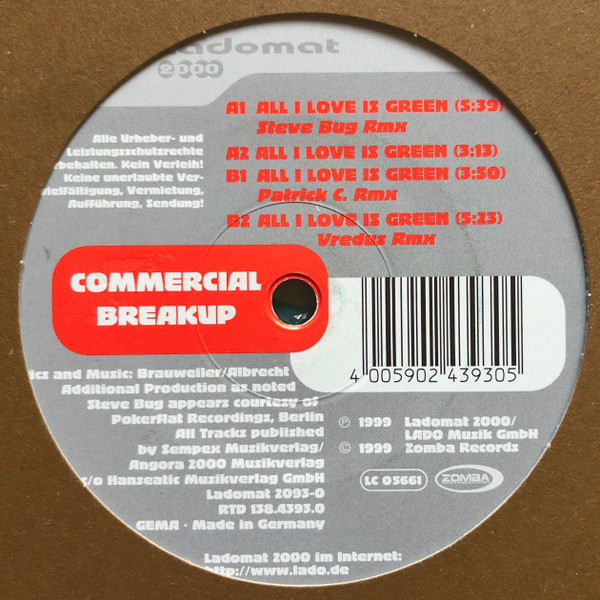 ladomat
2000
A1 ALL I LOVE IS GREEN (5:39)
Steve Bug Rmx
A2 ALL I LOVE IS GREEN (3:13)
B1 ALL I LOVE IS GREEN (3:50)
Patrick C. Rmx
B2 ALL I LOVE IS GREEN (5:23)
Vredus Rmx
Alle Urheber- und
Leistungsschutzrechte
rbehalten. Kein Verleih!
Keine unerlaubte Ver-
vielfältigung, Vermietung,
Aufführung, Sendung!
COMMERCIAL
BREAKUP
4 005902 439305
ics and Music: Brauweiler/Albrecht
Additional Production as noted
Steve Bug appears courtesy of
PokerFlat Recordings, Berlin
All Tracks published
by Sempex Musikverlag/
Angora 2000 Musikverlag
c/o Hanseatic Musikverlag GmbH
Ladomat 2093-0
RTD 138.4393.0
GEMA · Made in Germany
℗ 1999 Ladomat 2000/
LADO Musik GmbH
© 1999 Zomba Records
LC 03661
ZOMBA
Ladomat 2000 im Internet:
http://www.lado.de